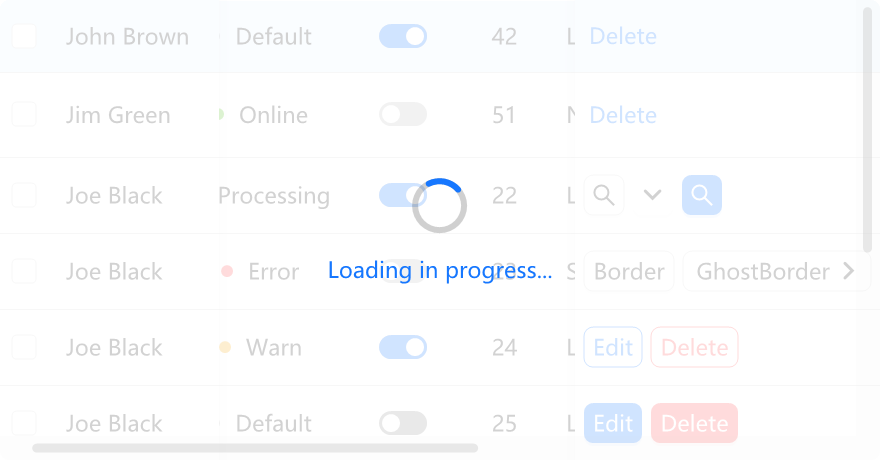 John Brown Default 42 L Delete
Jim Green Online 51 Delete
Joe Black Processing 22 L
Joe Black Error S Border GhostBorder
Loading in progress...
Joe Black Warn 24 L Edit Delete
Joe Black Default 25 L Edit Delete